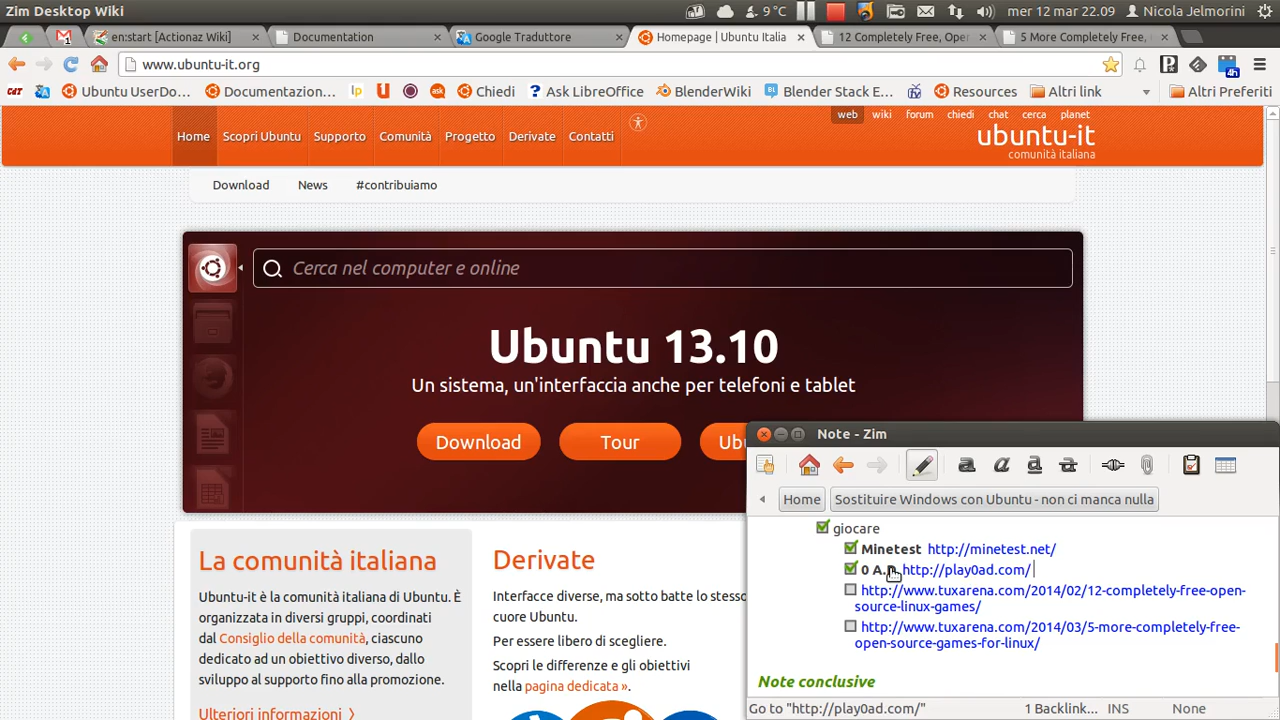 Zim Desktop Wiki
9 °C
mer 12 mar 22.09
Nicola Jelmorini
1
en:start [Actionaz Wiki]
Documentation
Google Traduttore
Homepage | Ubuntu Italia
12 Completely Free, Ope
5 More Completely Free,
www.ubuntu-it.org
4h
CAT
Ubuntu UserDo...
Documentazion...
lp
U
ask
Chiedi
? Ask LibreOffice
BlenderWiki
Blender Stack E...
Resources
Altri link
Altri Preferiti
Home
Scopri Ubuntu
Supporto
Comunità
Progetto
Derivate
Contatti
web
wiki
forum
chiedi
chat
cerca
planet
ubuntu-it
comunità italiana
Download
News
#contribuiamo
Cerca nel computer e online
Ubuntu 13.10
Un sistema, un'interfaccia anche per telefoni e tablet
Download
Tour
Ub
La comunità italiana
Ubuntu-it è la comunità italiana di Ubuntu. È
organizzata in diversi gruppi, coordinati
dal Consiglio della comunità, ciascuno
dedicato ad un obiettivo diverso, dallo
sviluppo al supporto fino alla promozione.
Ulteriori informazioni 〉
Derivate
Interfacce diverse, ma sotto batte lo stesso
cuore Ubuntu.
Per essere libero di scegliere.
Scopri le differenze e gli obiettivi
nella pagina dedicata ».
Note - Zim
Home
Sostituire Windows con Ubuntu - non ci manca nulla
giocare
Minetest http://minetest.net/
0 A.D. http://play0ad.com/
http://www.tuxarena.com/2014/02/12-completely-free-open-
source-linux-games/
http://www.tuxarena.com/2014/03/5-more-completely-free-
open-source-games-for-linux/
Note conclusive
Go to "http://play0ad.com/"
1 Backlink...
INS
None